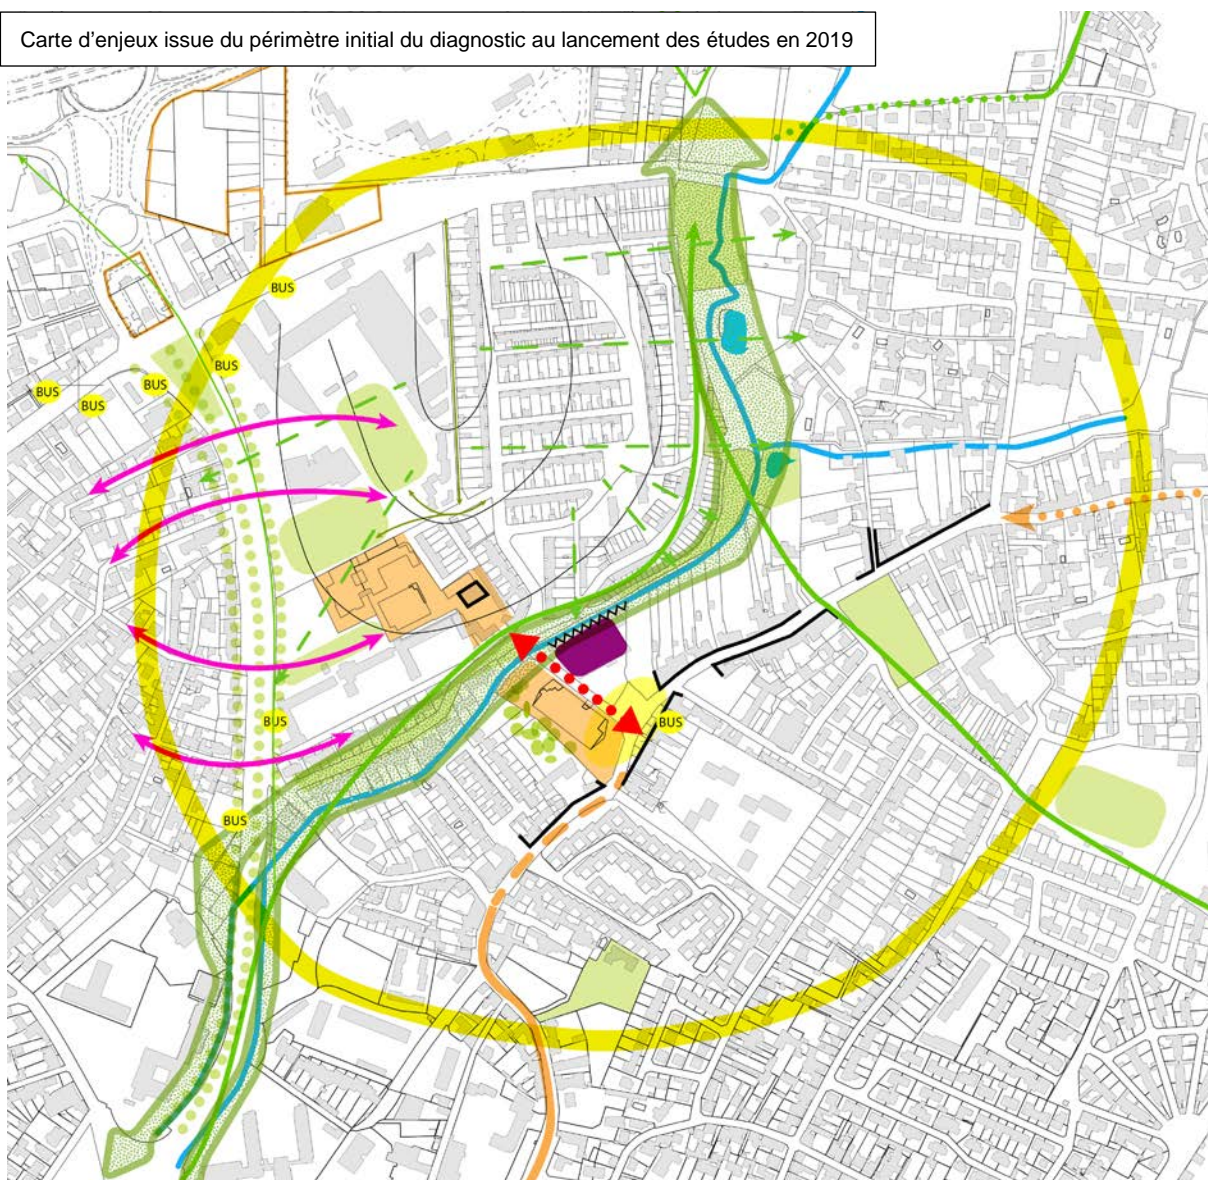 Carte d'enjeux issue du périmètre initial du diagnostic au lancement des études en 2019
BUS
BUS
BUS
BUS
BUS
BUS
BUS
BUS